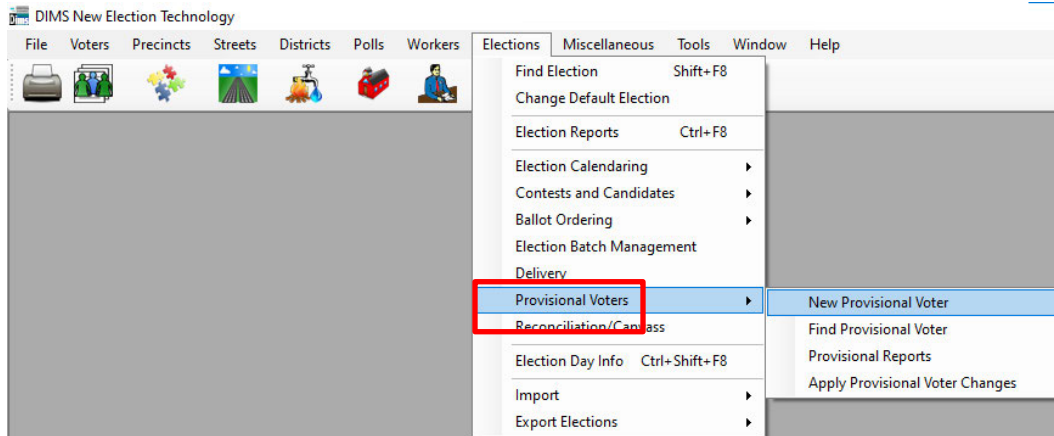 DIMS New Election Technology
File Voters Precincts Streets Districts Polls Workers Elections Miscellaneous Tools Window Help
Find Election Shift+F8
Change Default Election
Election Reports Ctrl+F8
Election Calendaring
Contests and Candidates
Ballot Ordering
Election Batch Management
Delivery
Provisional Voters
New Provisional Voter
Reconciliation/Canvass
Find Provisional Voter
Provisional Reports
Election Day Info Ctrl+Shift+F8
Apply Provisional Voter Changes
Import
Export Elections